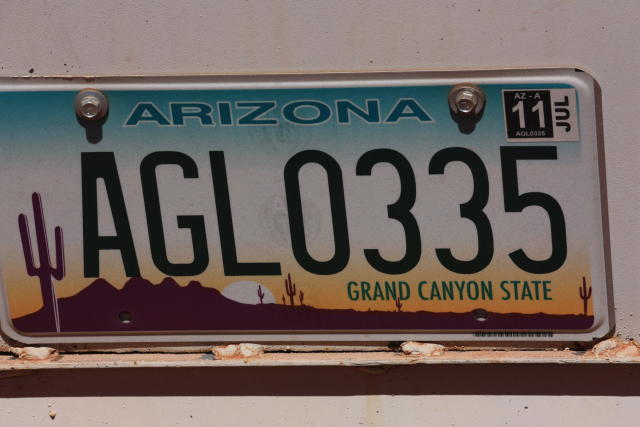 ARIZONA
AZ - A
11
JUL
AGL0335
AGL0335
GRAND CANYON STATE